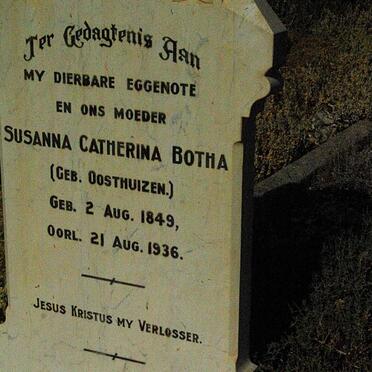 Ter Gedagtenis Aan
MY DIERBARE EGGENOTE
EN ONS MOEDER
SUSANNA CATHERINA BOTHA
(GEB. OOSTHUIZEN.)
GEB. 2 AUG. 1849,
OORL. 21 AUG. 1936.
JESUS KRISTUS MY VERLOSSER.